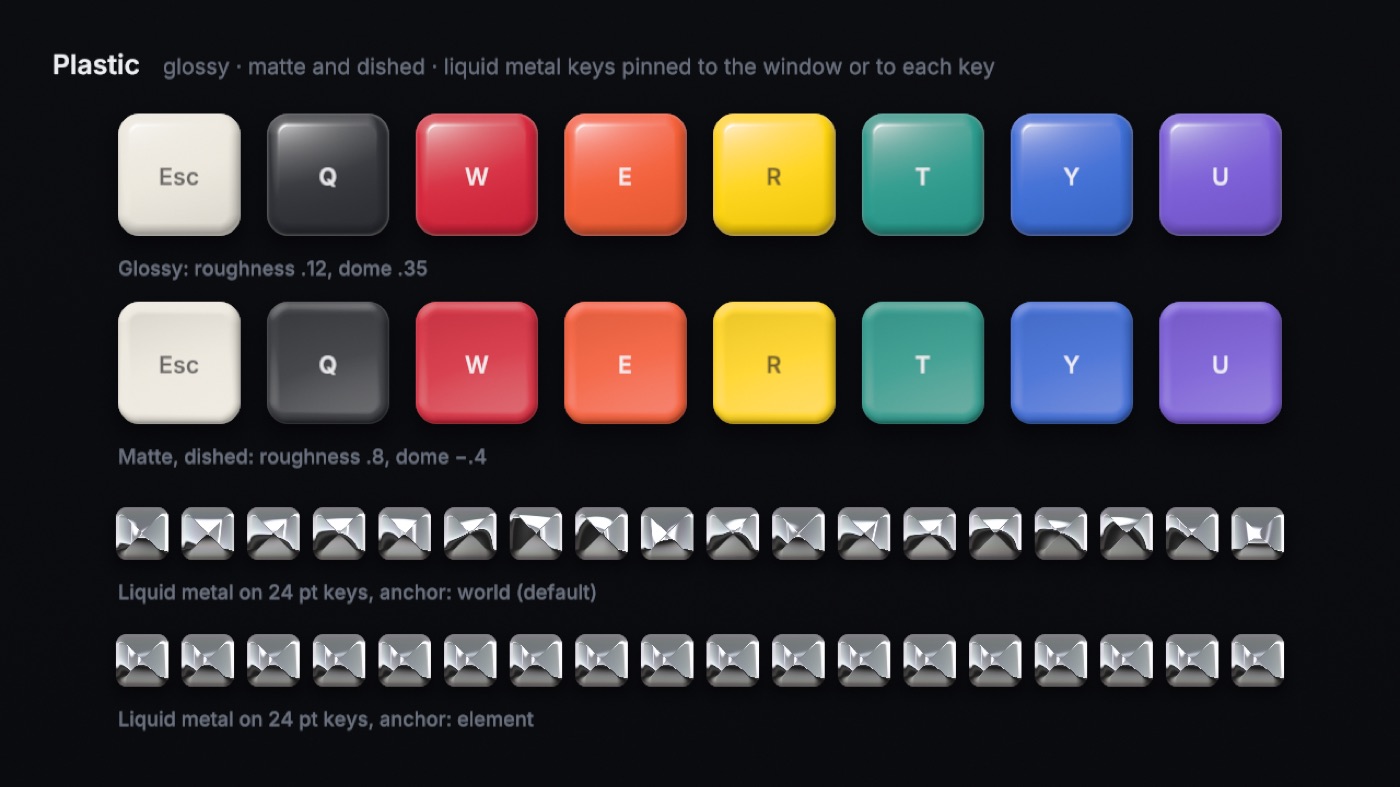 Plastic glossy · matte and dished · liquid metal keys pinned to the window or to each key
Esc Q W E R T Y U
Glossy: roughness .12, dome .35
Esc Q W E R T Y U
Matte, dished: roughness .8, dome −.4
Liquid metal on 24 pt keys, anchor: world (default)
Liquid metal on 24 pt keys, anchor: element